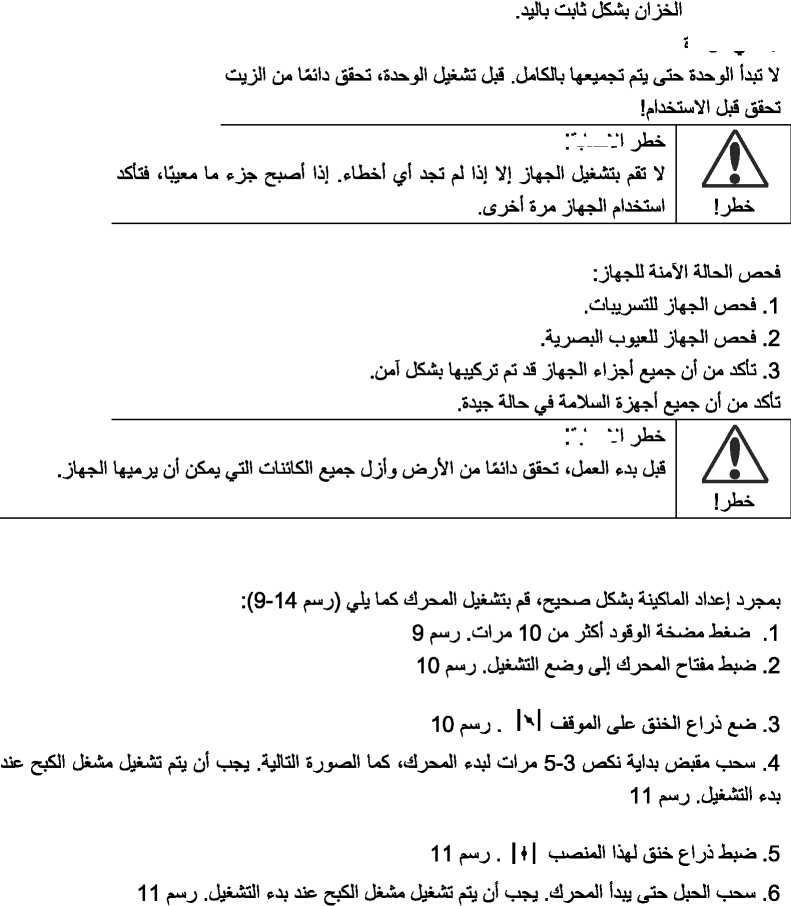 الخزان بشكل ثابت باليد.
لا تبدأ الوحدة حتى يتم تجميعها بالكامل. قبل تشغيل الوحدة، تحقق دائمًا من الزيت
تحقق قبل الاستخدام!
خطر
لا تقم بتشغيل الجهاز إلا إذا لم تجد أي أخطاء. إذا أصبح جزء ما معيبًا، فتأكد
خطر!
استخدام الجهاز مرة أخرى.
فحص الحالة الآمنة للجهاز:
1. فحص الجهاز للتسريبات.
2. فحص الجهاز للعيوب البصرية.
3. تأكد من أن جميع أجزاء الجهاز قد تم تركيبها بشكل آمن.
تأكد من أن جميع أجهزة السلامة في حالة جيدة.
خطر
قبل بدء العمل، تحقق دائمًا من الأرض وأزل جميع الكائنات التي يمكن أن يرميها الجهاز.
خطر!
بمجرد إعداد الماكينة بشكل صحيح، قم بتشغيل المحرك كما يلي (رسم 14-9):
1. ضغط مضخة الوقود أكثر من 10 مرات. رسم 9
2. ضبط مفتاح المحرك إلى وضع التشغيل. رسم 10
3. ضع ذراع الخنق على الموقف . رسم 10
4. سحب مقبض بداية نكص 3-5 مرات لبدء المحرك، كما الصورة التالية. يجب أن يتم تشغيل مشغل الكبح عند
بدء التشغيل. رسم 11
5. ضبط ذراع خنق لهذا المنصب . رسم 11
6. سحب الحبل حتى يبدأ المحرك. يجب أن يتم تشغيل مشغل الكبح عند بدء التشغيل. رسم 11